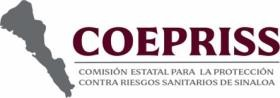 COEPRISS
COMISIÓN ESTATAL PARA LA PROTECCIÓN
CONTRA RIESGOS SANITARIOS DE SINALOA